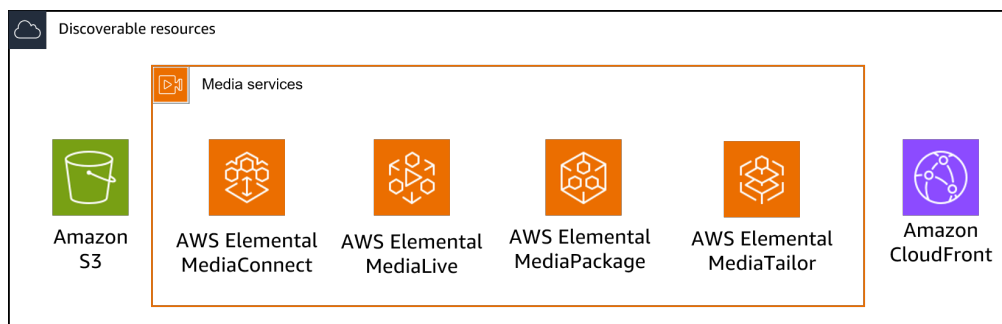 Discoverable resources
Media services
Amazon
S3
AWS Elemental
MediaConnect
AWS Elemental
MediaLive
AWS Elemental
MediaPackage
AWS Elemental
MediaTailor
Amazon
CloudFront